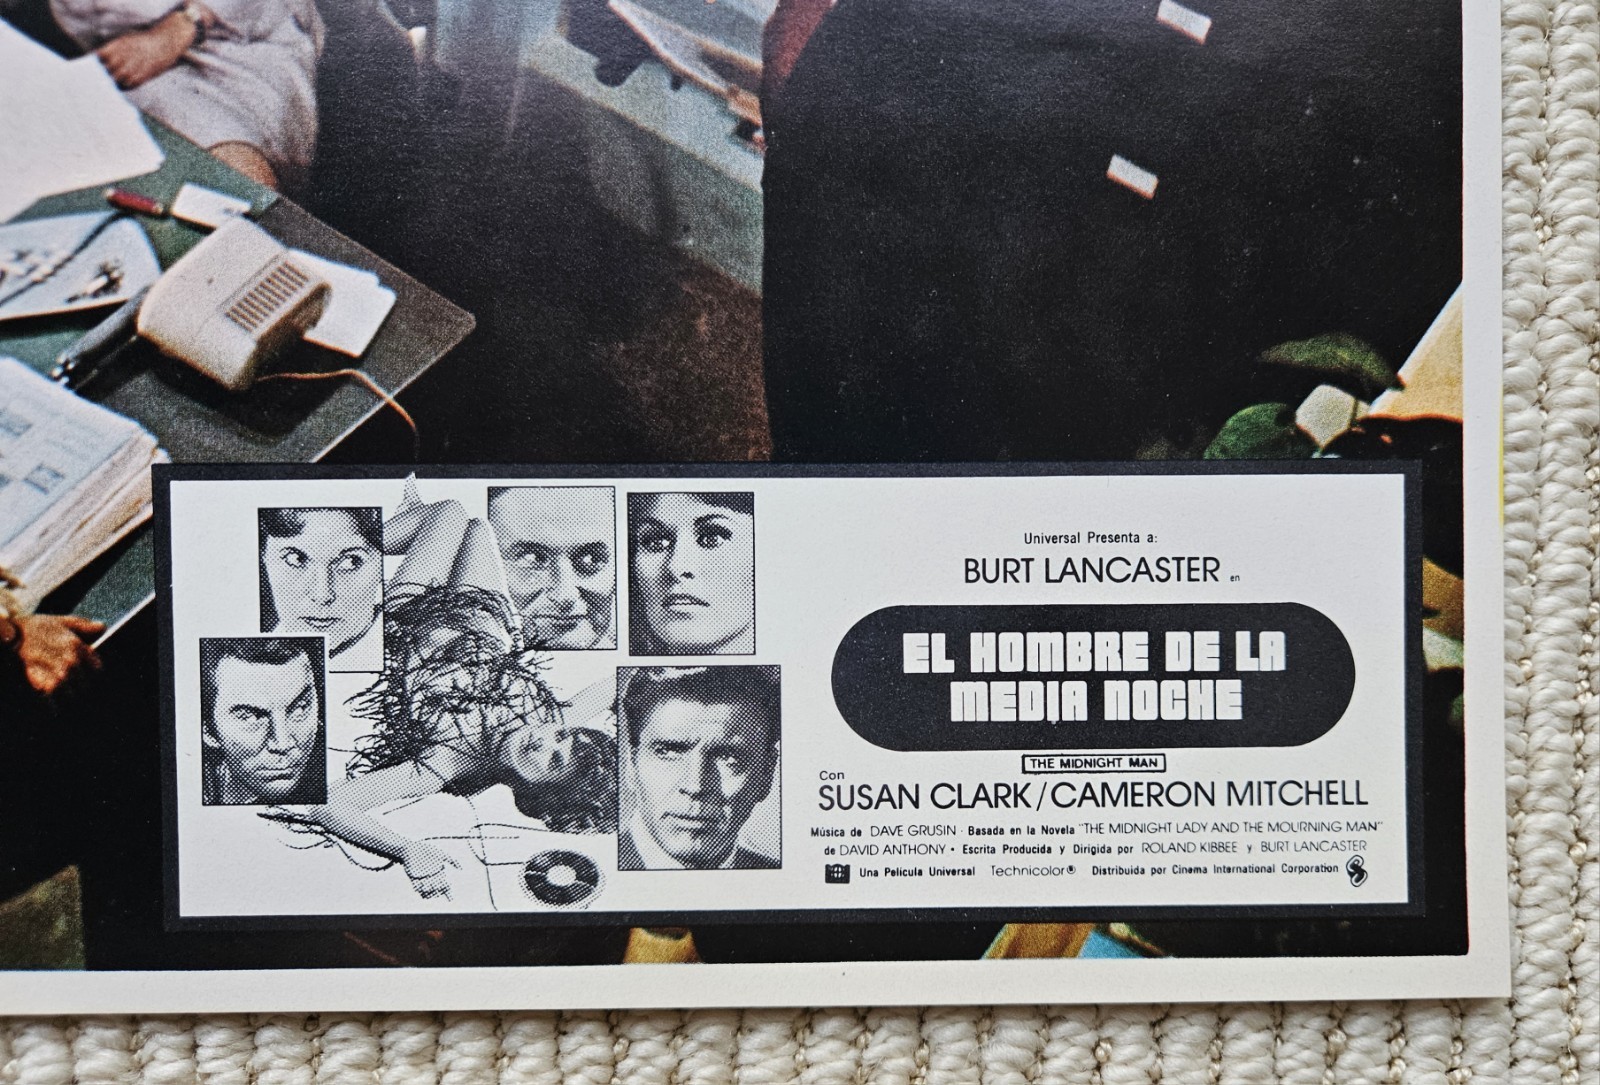 Universal Presenta a:
BURT LANCASTER en
EL HOMBRE DE LA
MEDIA NOCHE
THE MIDNIGHT MAN
Con
SUSAN CLARK/CAMERON MITCHELL
Música de DAVE GRUSIN · Basada en la Novela "THE MIDNIGHT LADY AND THE MOURNING MAN"
de DAVID ANTHONY • Escrita Producida y Dirigida por ROLAND KIBBEE y BURT LANCASTER
Una Película Universal Technicolor® Distribuida por Cinema International Corporation